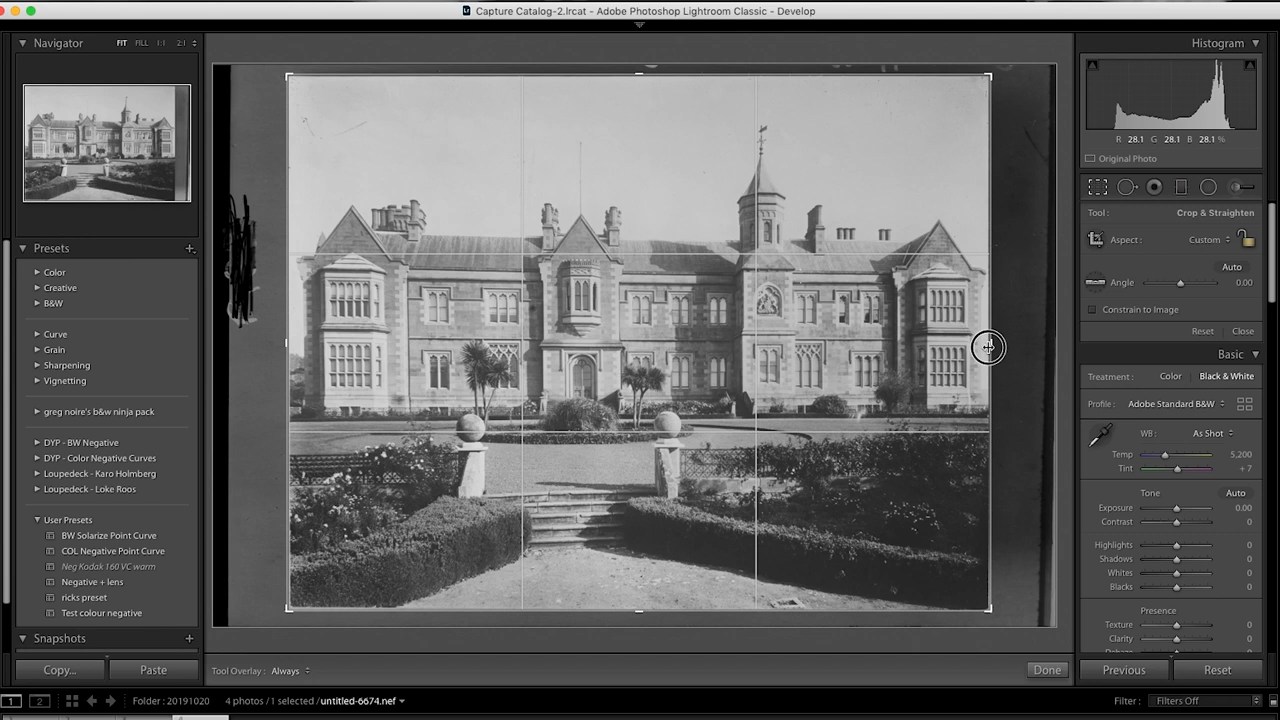 Lr Capture Catalog-2.lrcat - Adobe Photoshop Lightroom Classic - Develop
Navigator FIT FILL 1:1 2:1
Presets +
Color
Creative
B&W
Curve
Grain
Sharpening
Vignetting
greg noire's b&w ninja pack
DYP - BW Negative
DYP - Color Negative Curves
Loupedeck - Karo Holmberg
Loupedeck - Loke Roos
User Presets
BW Solarize Point Curve
COL Negative Point Curve
Neg Kodak 160 VC warm
Negative + lens
ricks preset
Test colour negative
Snapshots +
Copy... Paste
Tool Overlay : Always
Done
Histogram
R 28.1 G 28.1 B 28.1 %
Original Photo
Tool : Crop & Straighten
Aspect : Custom
Auto
Angle 0.00
Constrain to Image
Reset Close
Basic
Treatment : Color Black & White
Profile : Adobe Standard B&W
WB : As Shot
Temp 5,200
Tint + 7
Tone Auto
Exposure 0.00
Contrast 0
Highlights 0
Shadows 0
Whites 0
Blacks 0
Presence
Texture 0
Clarity 0
Previous Reset
1 2 Folder : 20191020 4 photos / 1 selected / untitled-6674.nef Filter : Filters Off